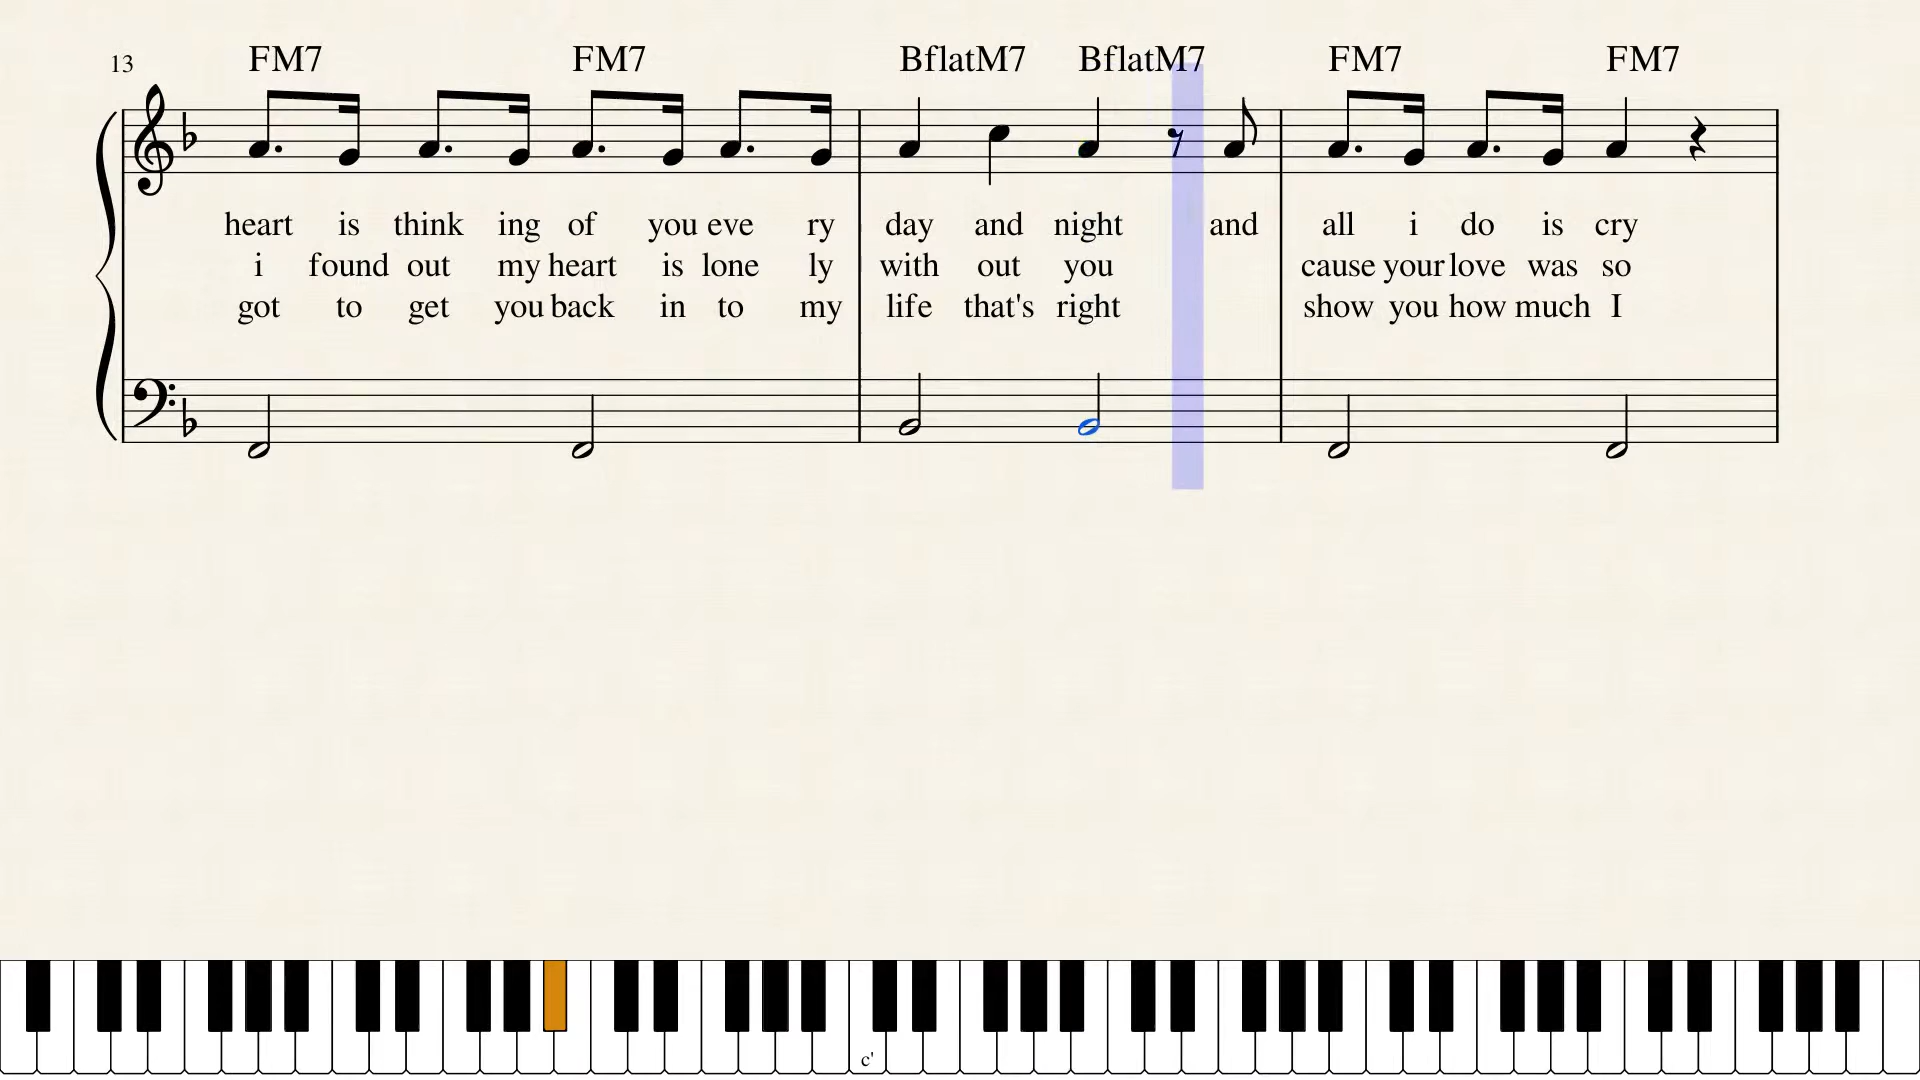 13 FM7 FM7 BflatM7 BflatM7 FM7 FM7
heart is think ing of you eve ry day and night and all i do is cry
i found out my heart is lone ly with out you cause your love was so
got to get you back in to my life that's right show you how much I
c'